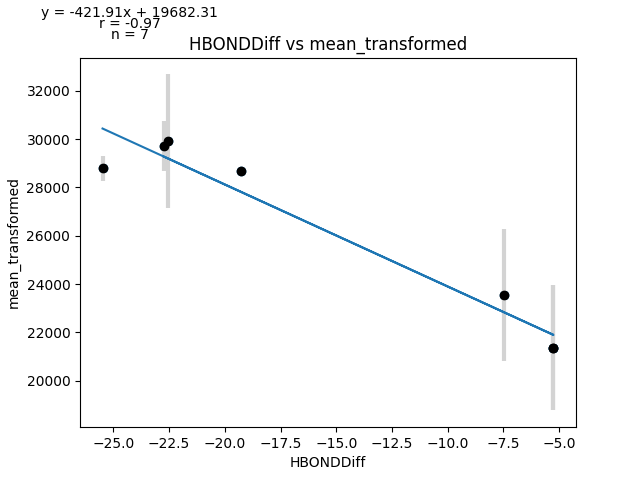 y = -421.91x + 19682.31
r = -0.97
n = 7
HBONDDiff vs mean_transformed
mean_transformed
32000
30000
28000
26000
24000
22000
20000
−25.0 −22.5 −20.0 −17.5 −15.0 −12.5 −10.0 −7.5 −5.0
HBONDDiff